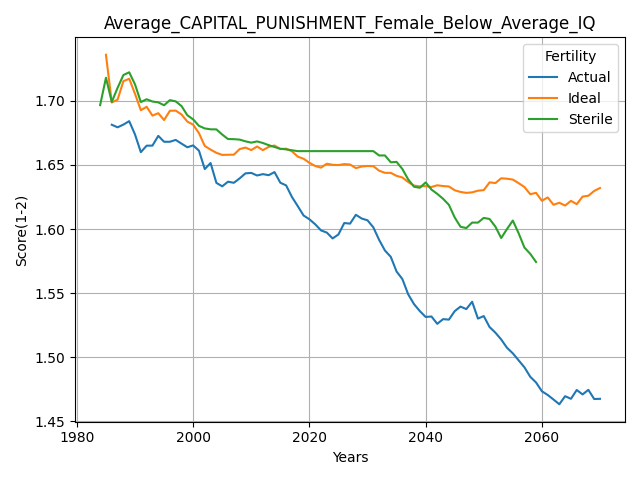 Average_CAPITAL_PUNISHMENT_Female_Below_Average_IQ
Fertility
Actual
Ideal
Sterile
Score(1-2)
1.70
1.65
1.60
1.55
1.50
1.45
1980
2000
2020
2040
2060
Years